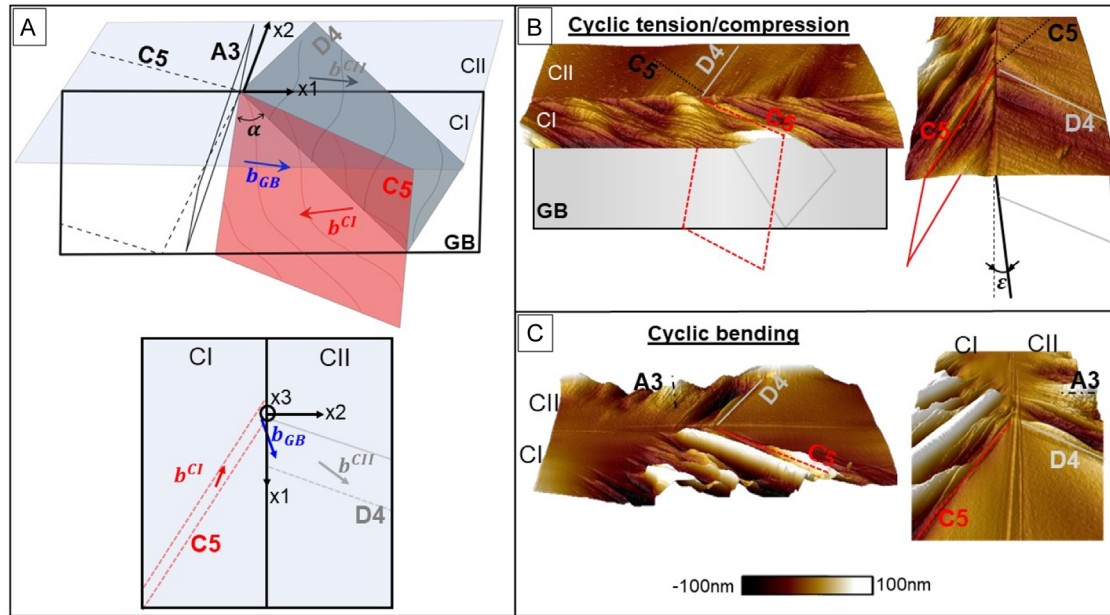 A
C5
A3
x2
D4
CII
b^CII
x1
CI
α
b_GB
C5
b^CI
GB
CI
CII
x3
x2
b_GB
b^CI
b^CII
x1
D4
C5
B
Cyclic tension/compression
CII
C5
D4
CI
C5
GB
C5
C5
D4
ε
C
Cyclic bending
A3
D4
CII
CI
C5
CI
CII
A3
D4
C5
-100nm
100nm